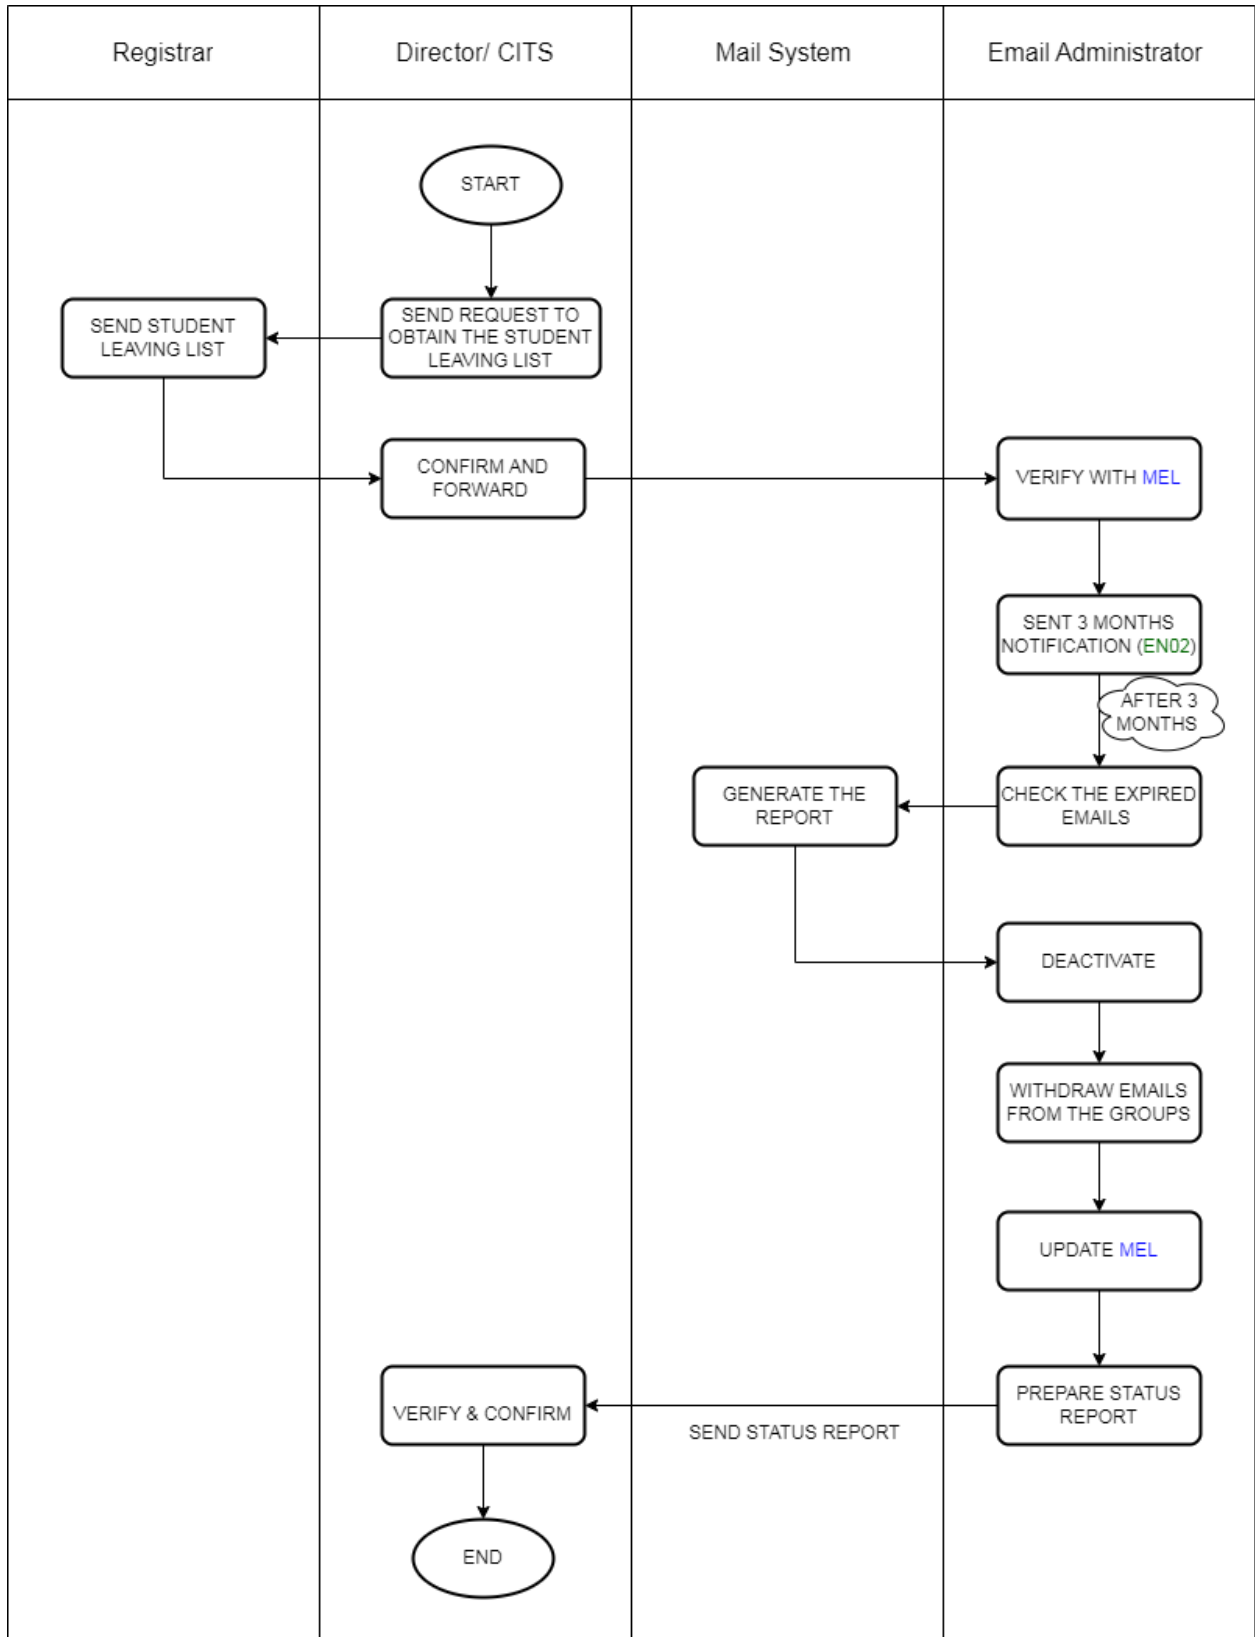 Registrar
Director/ CITS
Mail System
Email Administrator
START
SEND STUDENT
LEAVING LIST
SEND REQUEST TO
OBTAIN THE STUDENT
LEAVING LIST
CONFIRM AND
FORWARD
VERIFY WITH MEL
SENT 3 MONTHS
NOTIFICATION (EN02)
AFTER 3
MONTHS
GENERATE THE
REPORT
CHECK THE EXPIRED
EMAILS
DEACTIVATE
WITHDRAW EMAILS
FROM THE GROUPS
UPDATE MEL
VERIFY & CONFIRM
SEND STATUS REPORT
PREPARE STATUS
REPORT
END